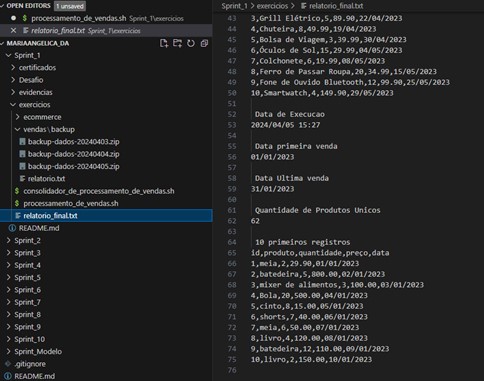 OPEN EDITORS 1 unsaved
processamento_de_vendas.sh Sprint_1\exercicios
relatorio_final.txt Sprint_1\exercicios
MARIAANGELICA_DA
Sprint_1
certificados
Desafio
evidencias
exercicios
ecommerce
vendas\backup
backup-dados-20240403.zip
backup-dados-20240404.zip
backup-dados-20240405.zip
relatorio.txt
consolidador_de_processamento_de_vendas.sh
processamento_de_vendas.sh
relatorio_final.txt
README.md
Sprint_2
Sprint_3
Sprint_4
Sprint_5
Sprint_6
Sprint_7
Sprint_8
Sprint_9
Sprint_10
Sprint_Modelo
.gitignore
README.md
Sprint_1 > exercicios > relatorio_final.txt
43 3,Grill Elétrico,5,89.90,22/04/2023
44 4,Chuteira,8,49.99,19/04/2023
45 5,Bolsa de Viagem,3,39.99,30/04/2023
46 6,Óculos de Sol,15,29.99,04/05/2023
47 7,Colchonete,6,19.99,08/05/2023
48 8,Ferro de Passar Roupa,20,34.99,15/05/2023
49 9,Fone de Ouvido Bluetooth,12,99.90,25/05/2023
50 10,Smartwatch,4,149.90,29/05/2023
51
52 Data de Execucao
53 2024/04/05 15:27
54
55 Data primeira venda
56 01/01/2023
57
58 Data Ultima venda
59 31/01/2023
60
61 Quantidade de Produtos Unicos
62 62
63
64 10 primeiros registros
65 id,produto,quantidade,preço,data
66 1,meia,2,29.90,01/01/2023
67 2,batedeira,5,800.00,02/01/2023
68 3,mixer de alimentos,3,100.00,03/01/2023
69 4,Bola,20,500.00,04/01/2023
70 5,cinto,8,15.00,05/01/2023
71 6,shorts,7,40.00,06/01/2023
72 7,meia,6,50.00,07/01/2023
73 8,livro,4,120.00,08/01/2023
74 9,batedeira,12,110.00,09/01/2023
75 10,livro,2,150.00,10/01/2023
76